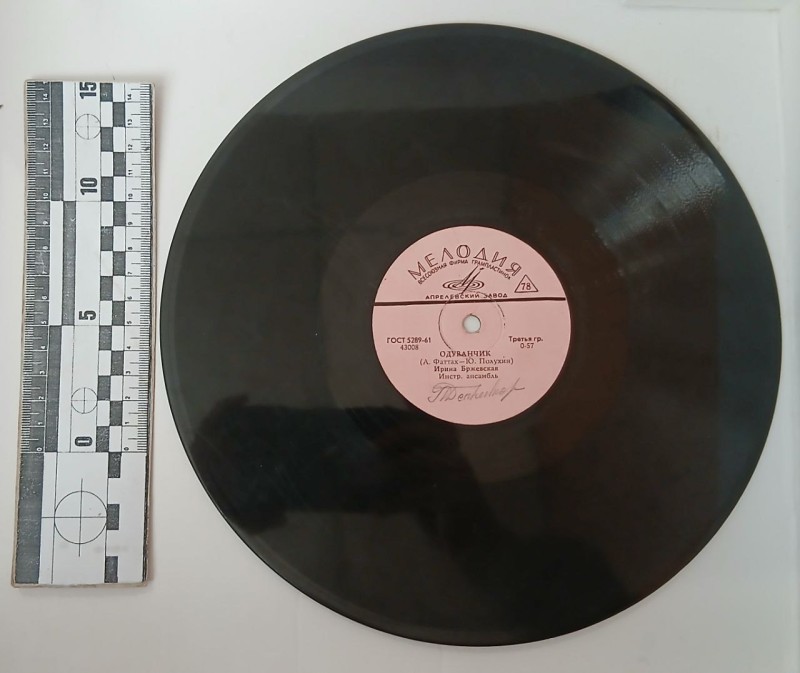 15
10
5
0
МЕЛОДИЯ
ВСЕСОЮЗНАЯ ФИРМА ГРАМПЛАСТИНОК
78
АПРЕЛЕВСКИЙ ЗАВОД
ГОСТ 5289-61
43008
Третья гр.
0-57
ОДУВАНЧИК
(А. Фаттах—Ю. Полухин)
Ирина Бржевская
Инстр. ансамбль